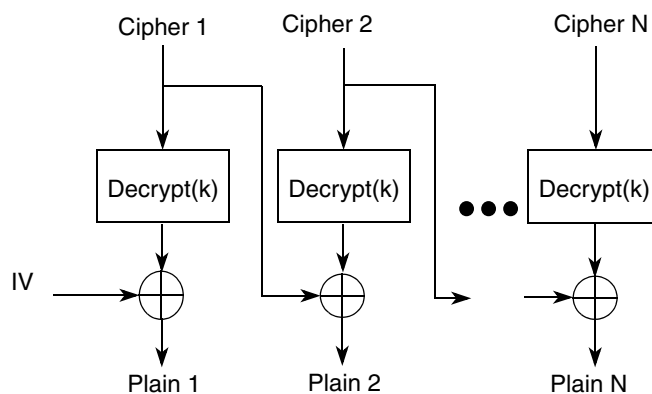 Cipher 1
Cipher 2
Cipher N
Decrypt(k)
Decrypt(k)
Decrypt(k)
IV
Plain 1
Plain 2
Plain N